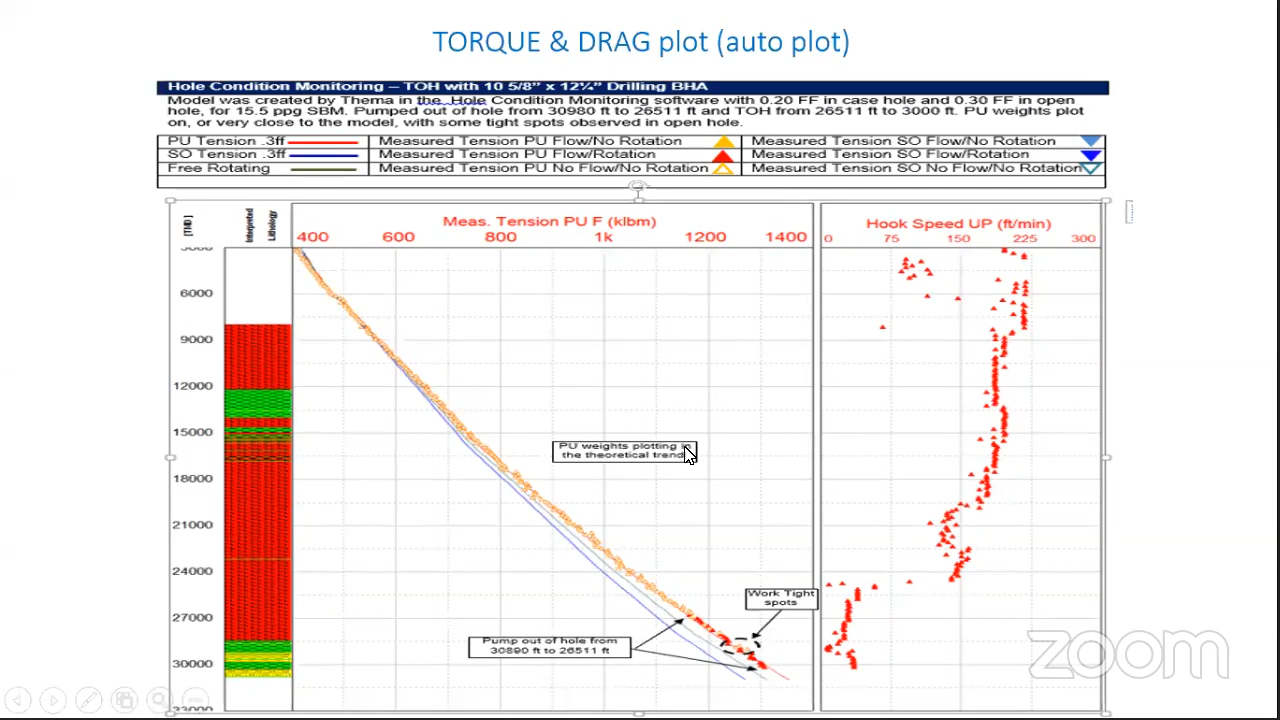 TORQUE & DRAG plot (auto plot)
Hole Condition Monitoring – TOH with 10 5/8” x 12¼” Drilling BHA
Model was created by Thema in the Hole Condition Monitoring software with 0.20 FF in case hole and 0.30 FF in open
hole, for 15.5 ppg SBM. Pumped out of hole from 30980 ft to 26511 ft and TOH from 26511 ft to 3000 ft. PU weights plot
on, or very close to the model, with some tight spots observed in open hole.
PU Tension .3ff Measured Tension PU Flow/No Rotation Measured Tension SO Flow/No Rotation
SO Tension .3ff Measured Tension PU Flow/Rotation Measured Tension SO Flow/Rotation
Free Rotating Measured Tension PU No Flow/No Rotation Measured Tension SO No Flow/No Rotation
[TMD]
Interpreted
Lithology
Meas. Tension PU F (klbm)
400 600 800 1k 1200 1400
Hook Speed UP (ft/min)
0 75 150 225 300
6000
9000
12000
15000
PU weights plotting
the theoretical trend
18000
21000
24000
Work Tight
spots
27000
Pump out of hole from
30890 ft to 26511 ft
30000
33000
zoom